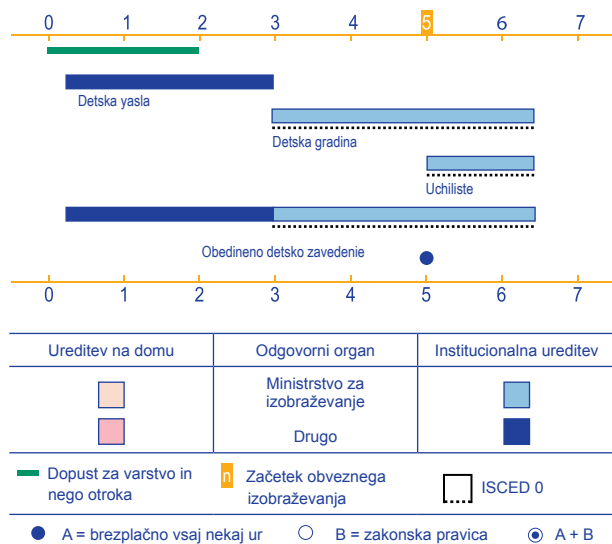 0 1 2 3 4 5 6 7
Detska yasla
Detska gradina
Uchiliste
Obedineno detsko zavedenie
0 1 2 3 4 5 6 7
Ureditev na domu Odgovorni organ Institucionalna ureditev
Ministrstvo za
izobraževanje
Drugo
Dopust za varstvo in
nego otroka
n Začetek obveznega
izobraževanja
ISCED 0
A = brezplačno vsaj nekaj ur B = zakonska pravica A + B